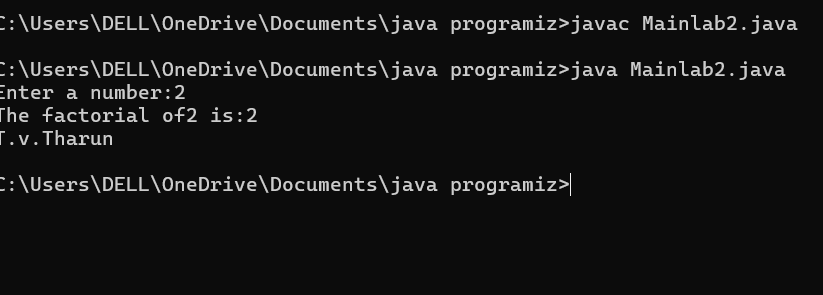 C:\Users\DELL\OneDrive\Documents\java programiz>javac Mainlab2.java
C:\Users\DELL\OneDrive\Documents\java programiz>java Mainlab2.java
Enter a number:2
The factorial of2 is:2
T.v.Tharun
C:\Users\DELL\OneDrive\Documents\java programiz>